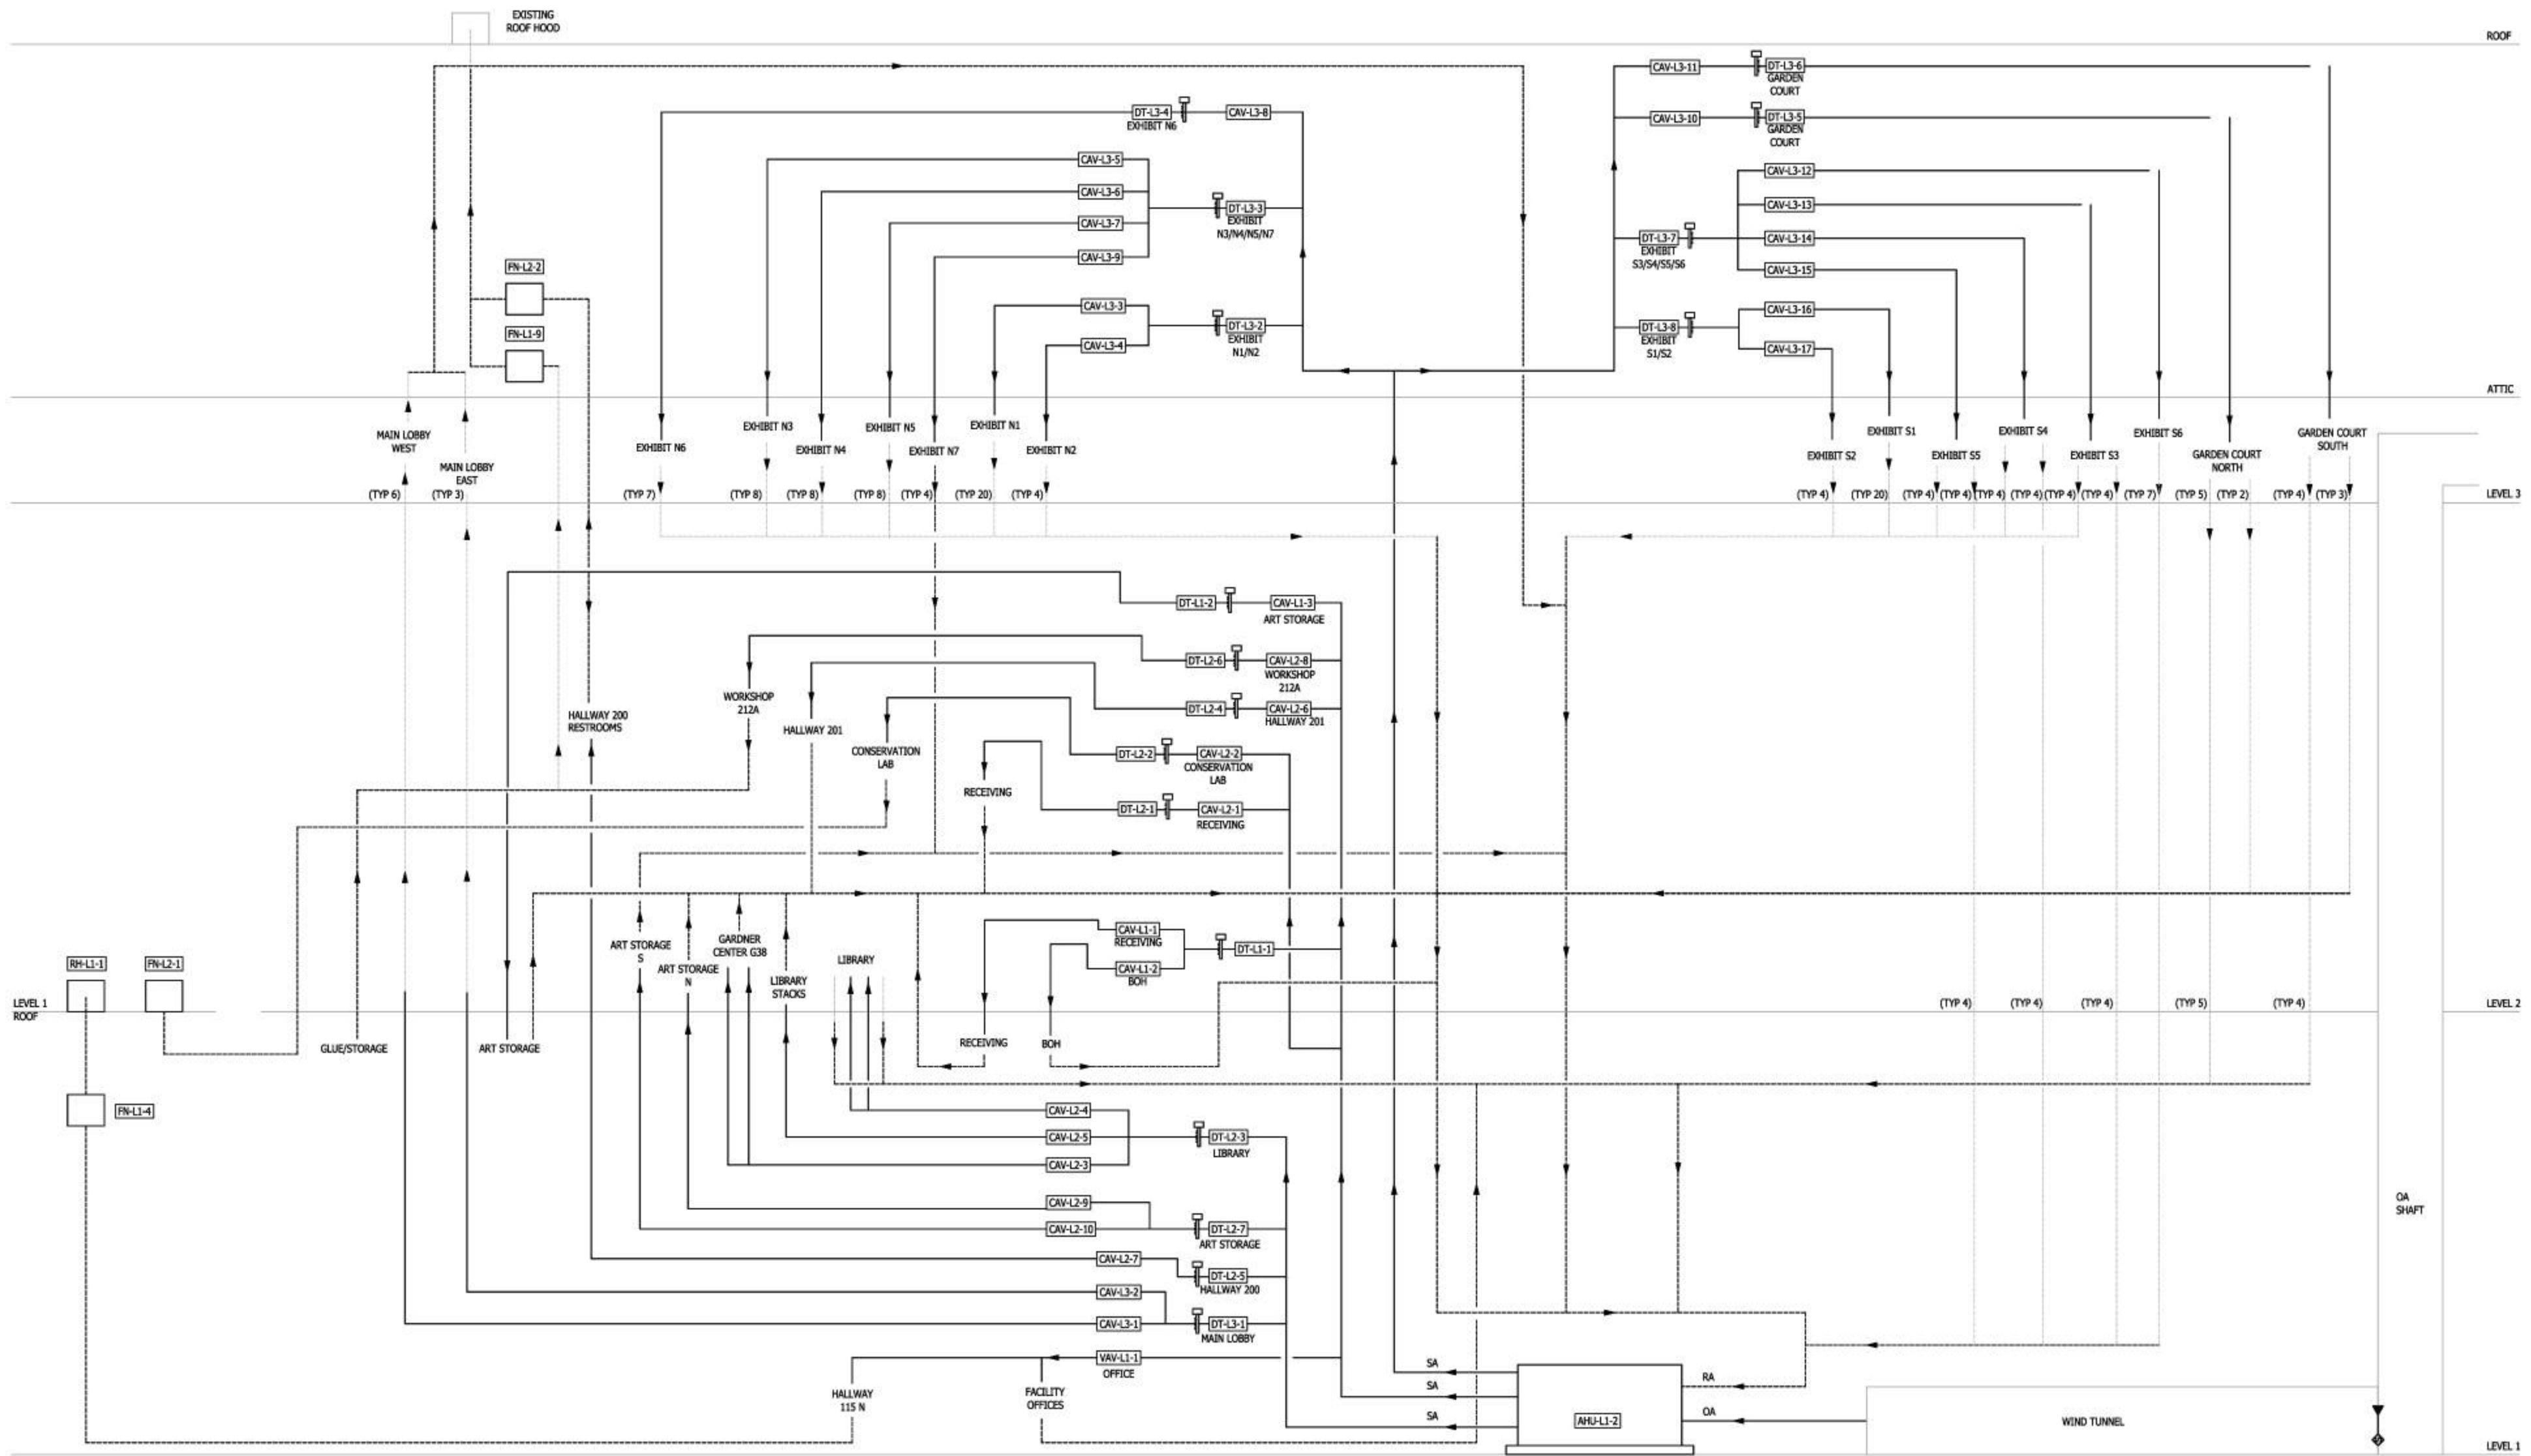 EXISTING
ROOF HOOD
ROOF
CAV-L3-11
DT-L3-6
GARDEN
COURT
DT-L3-4
CAV-L3-8
EXHIBIT N6
CAV-L3-10
DT-L3-5
GARDEN
COURT
CAV-L3-5
CAV-L3-6
CAV-L3-7
CAV-L3-9
DT-L3-3
EXHIBIT
N3/N4/N5/N7
CAV-L3-12
CAV-L3-13
CAV-L3-14
CAV-L3-15
DT-L3-7
EXHIBIT
S3/S4/S5/S6
FN-L2-2
FN-L1-9
CAV-L3-3
CAV-L3-4
DT-L3-2
EXHIBIT
N1/N2
DT-L3-8
EXHIBIT
S1/S2
CAV-L3-16
CAV-L3-17
ATTIC
MAIN LOBBY
WEST
MAIN LOBBY
EAST
EXHIBIT N6
EXHIBIT N3
EXHIBIT N4
EXHIBIT N5
EXHIBIT N7
EXHIBIT N1
EXHIBIT N2
EXHIBIT S2
EXHIBIT S1
EXHIBIT S5
EXHIBIT S4
EXHIBIT S3
EXHIBIT S6
GARDEN COURT
NORTH
GARDEN COURT
SOUTH
(TYP 6)
(TYP 3)
(TYP 7)
(TYP 8)
(TYP 8)
(TYP 8)
(TYP 4)
(TYP 20)
(TYP 4)
(TYP 4)
(TYP 20)
(TYP 4)
(TYP 4)
(TYP 4)
(TYP 4)
(TYP 4)
(TYP 4)
(TYP 7)
(TYP 5)
(TYP 2)
(TYP 4)
(TYP 3)
LEVEL 3
DT-L1-2
CAV-L1-3
ART STORAGE
DT-L2-6
CAV-L2-8
WORKSHOP
212A
DT-L2-4
CAV-L2-6
HALLWAY 201
WORKSHOP
212A
HALLWAY 200
RESTROOMS
HALLWAY 201
CONSERVATION
LAB
DT-L2-2
CAV-L2-2
CONSERVATION
LAB
RECEIVING
DT-L2-1
CAV-L2-1
RECEIVING
ART STORAGE
S
ART STORAGE
N
GARDNER
CENTER G38
LIBRARY
STACKS
LIBRARY
CAV-L1-1
RECEIVING
CAV-L1-2
BOH
DT-L1-1
RH-L1-1
FN-L2-1
LEVEL 1
ROOF
(TYP 4)
(TYP 4)
(TYP 4)
(TYP 5)
(TYP 4)
LEVEL 2
GLUE/STORAGE
ART STORAGE
RECEIVING
BOH
FN-L1-4
CAV-L2-4
CAV-L2-5
CAV-L2-3
DT-L2-3
LIBRARY
CAV-L2-9
CAV-L2-10
DT-L2-7
ART STORAGE
CAV-L2-7
DT-L2-5
HALLWAY 200
CAV-L3-2
CAV-L3-1
DT-L3-1
MAIN LOBBY
VAV-L1-1
OFFICE
OA
SHAFT
HALLWAY
115 N
FACILITY
OFFICES
SA
SA
SA
RA
OA
AHU-L1-2
WIND TUNNEL
LEVEL 1